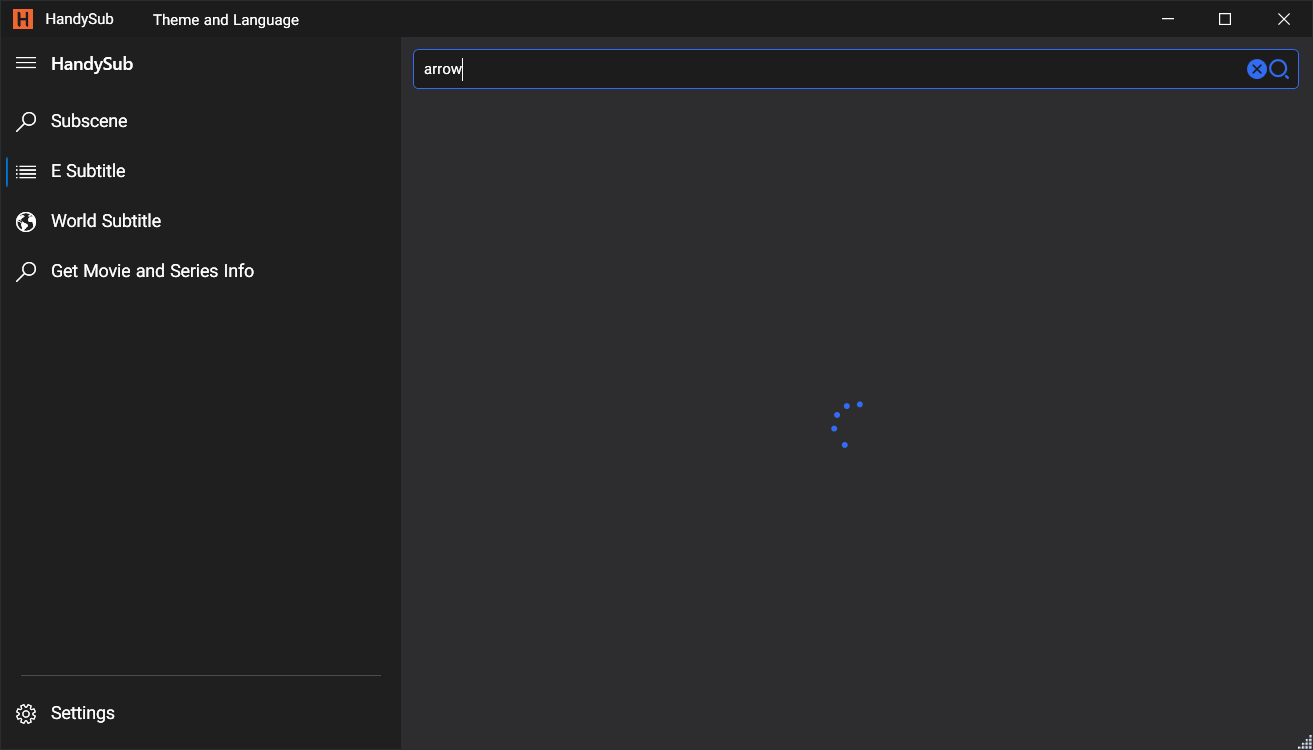 H HandySub Theme and Language
HandySub
Subscene
E Subtitle
World Subtitle
Get Movie and Series Info
Settings
arrow